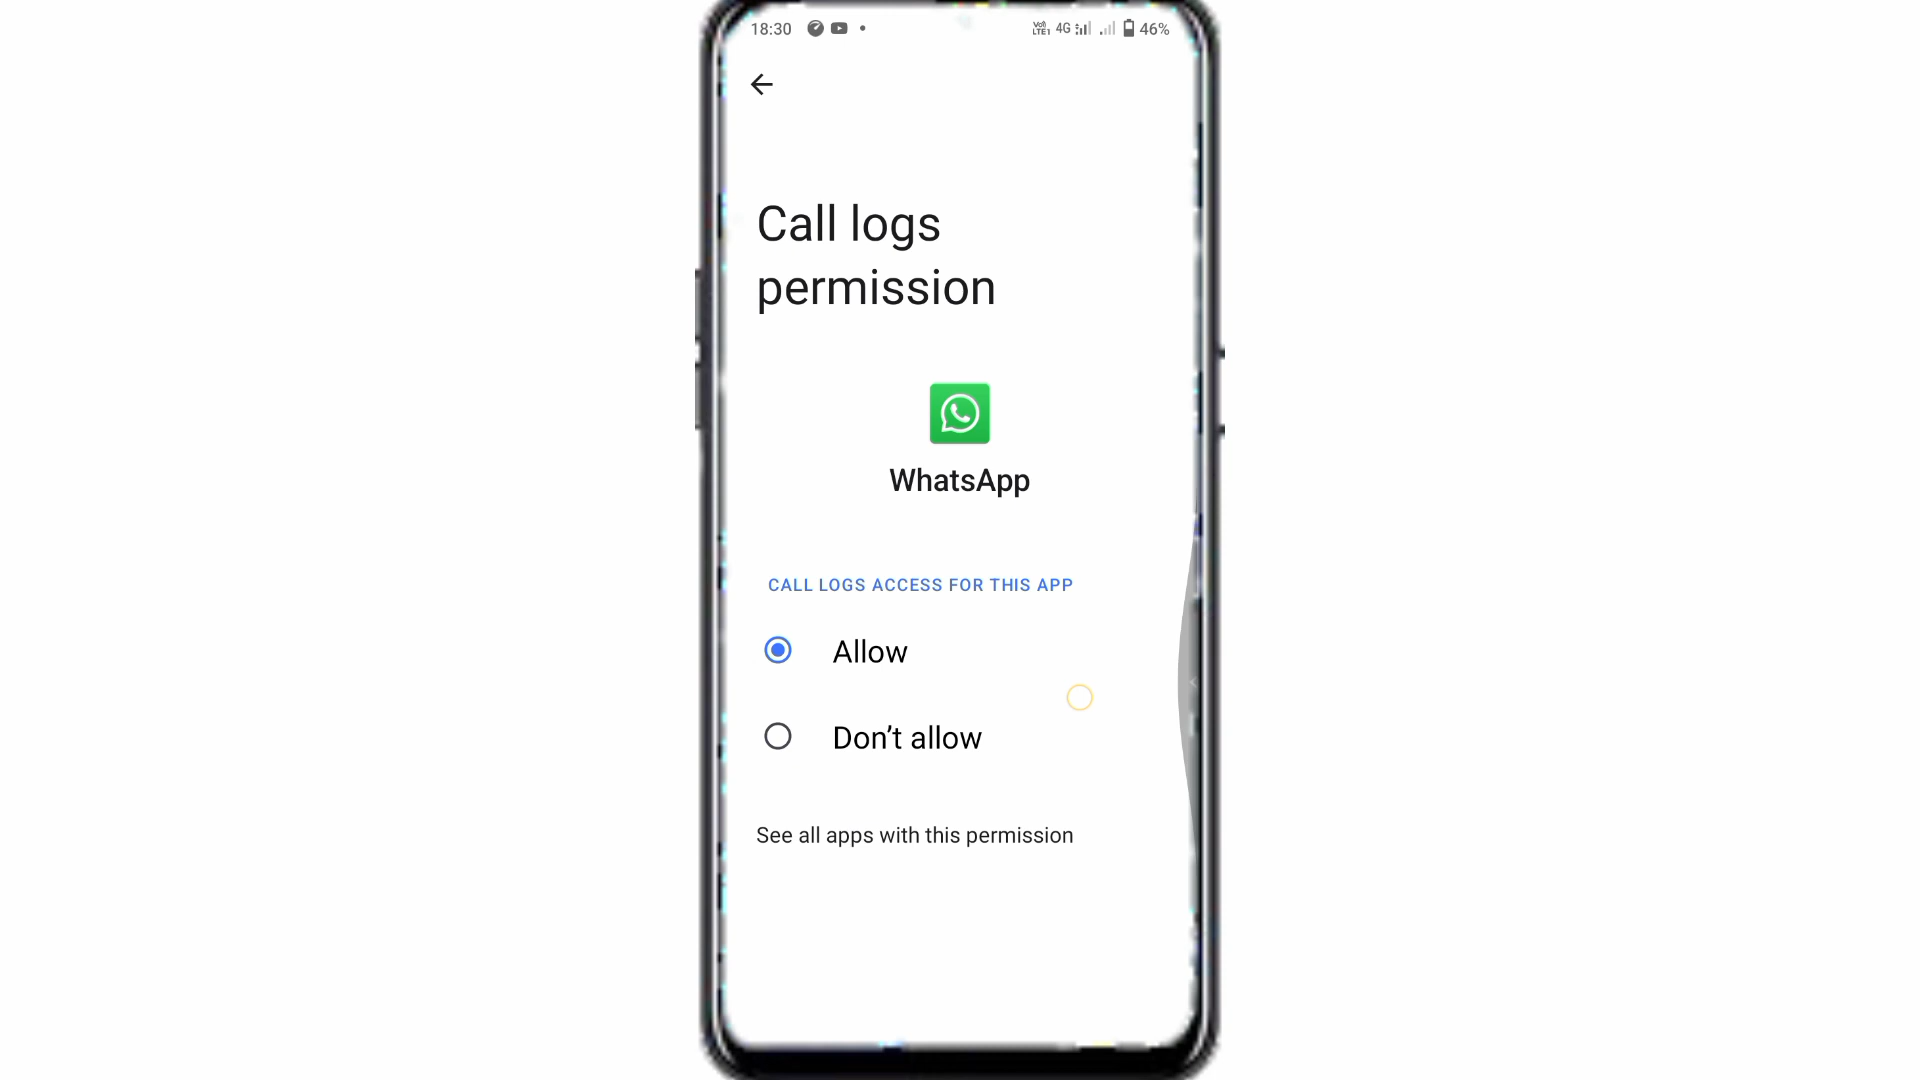 18:30 4G 46%
Call logs
permission
WhatsApp
CALL LOGS ACCESS FOR THIS APP
Allow
Don’t allow
See all apps with this permission